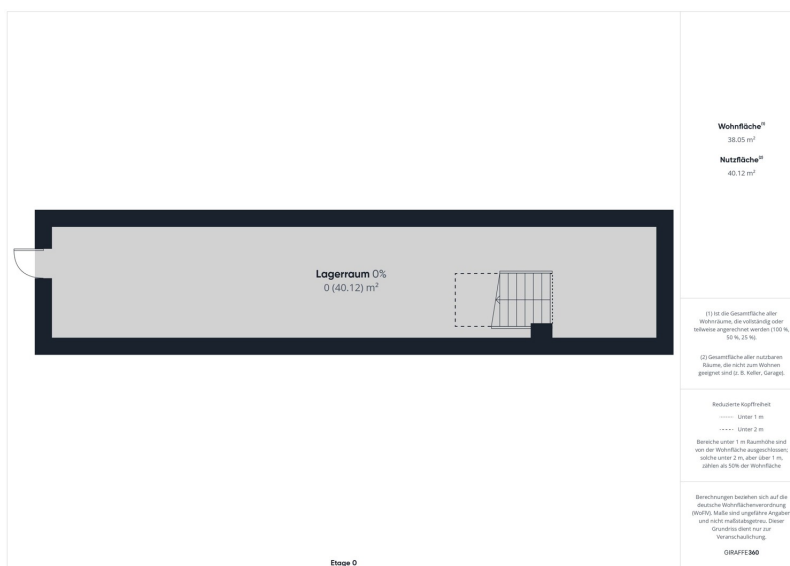 Lagerraum 0%
0 (40.12) m²
Etage 0
Wohnfläche⁽¹⁾
38.05 m²
Nutzfläche⁽²⁾
40.12 m²
(1) Ist die Gesamtfläche aller
Wohnräume, die vollständig oder
teilweise angerechnet werden (100 %,
50 %, 25 %).
(2) Gesamtfläche aller nutzbaren
Räume, die nicht zum Wohnen
geeignet sind (z. B. Keller, Garage).
Reduzierte Kopffreiheit
Unter 1 m
Unter 2 m
Bereiche unter 1 m Raumhöhe sind
von der Wohnfläche ausgeschlossen;
solche unter 2 m, aber über 1 m,
zählen als 50% der Wohnfläche
Berechnungen beziehen sich auf die
deutsche Wohnflächenverordnung
(WoFlV). Maße sind ungefähre Angaben
und nicht maßstabsgetreu. Dieser
Grundriss dient nur zur
Veranschaulichung.
GIRAFFE360